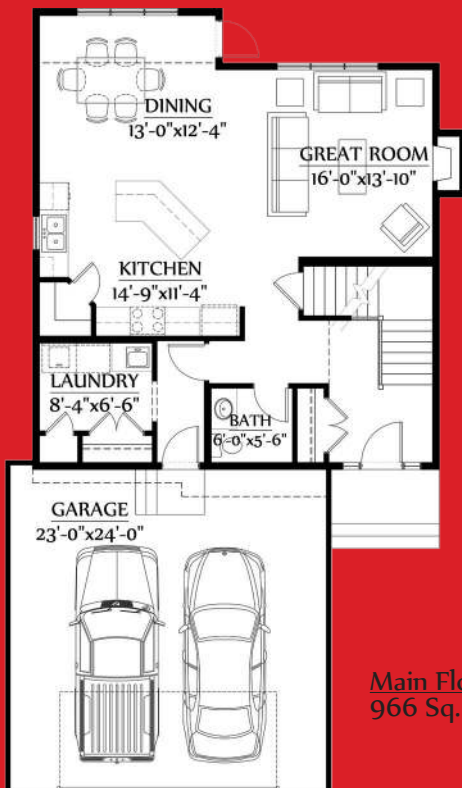 DINING
13'-0"x12'-4"
GREAT ROOM
16'-0"x13'-10"
KITCHEN
14'-9"x11'-4"
LAUNDRY
8'-4"x6'-6"
BATH
6'-0"x5'-6"
GARAGE
23'-0"x24'-0"
Main Flo
966 Sq.